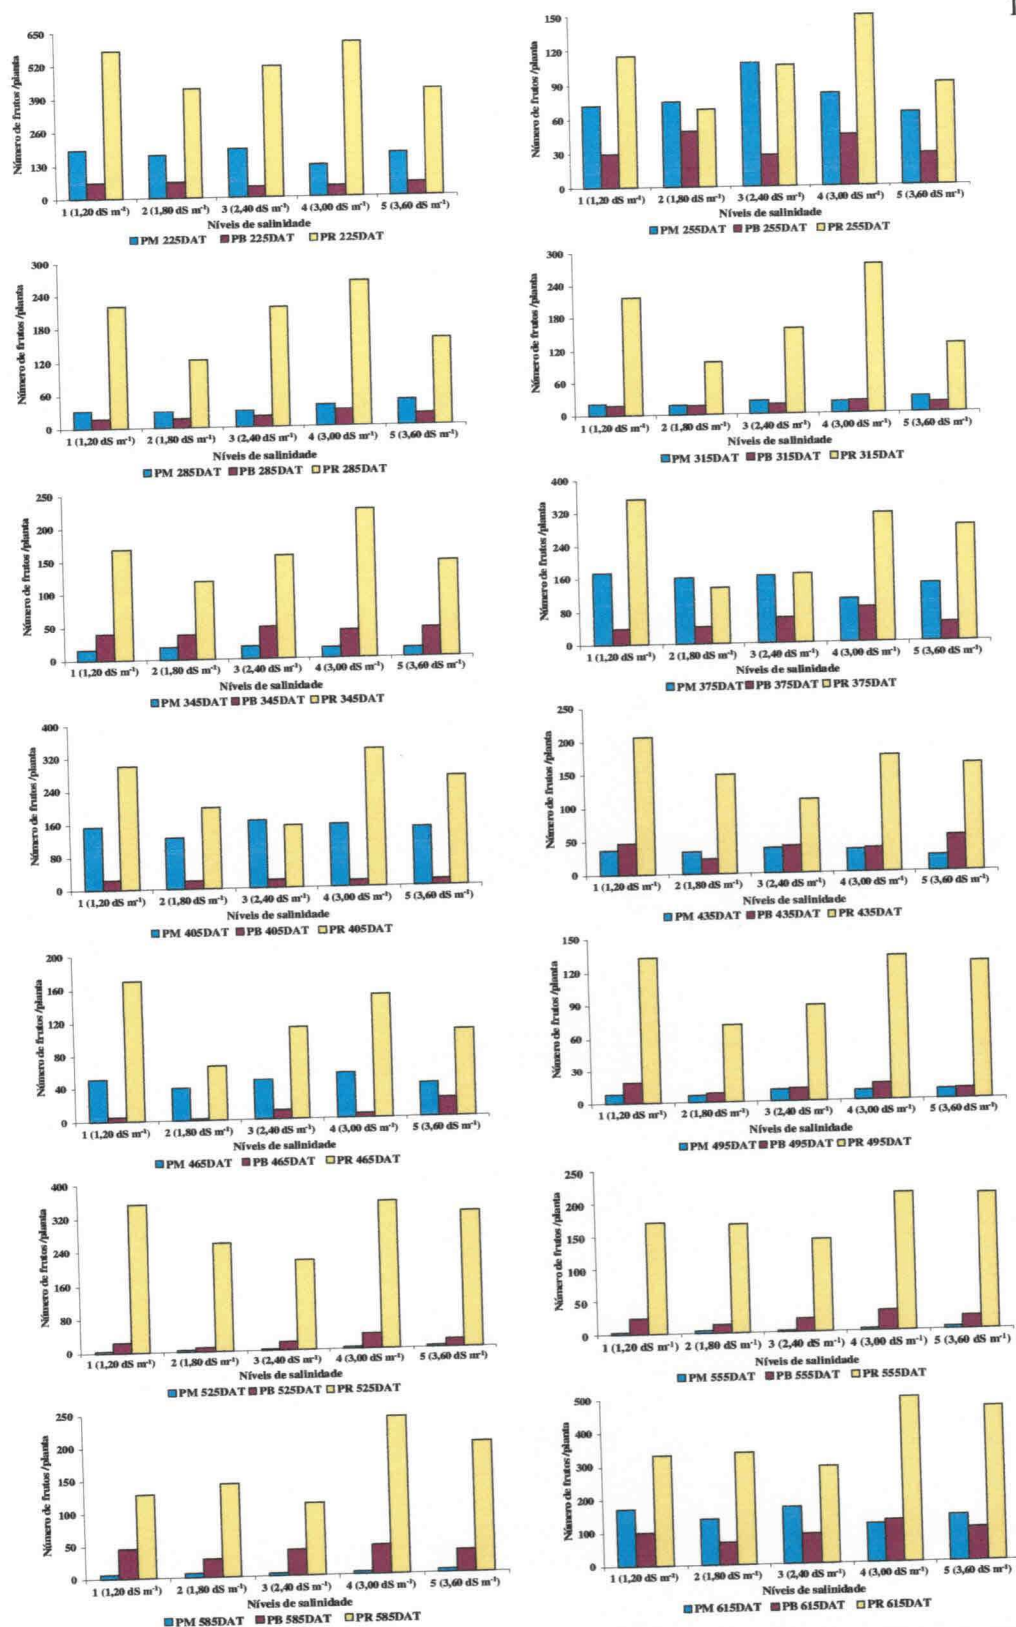 650
520
390
260
130
0
Número de frutos /planta
1 (1,20 dS m⁻¹) 2 (1,80 dS m⁻¹) 3 (2,40 dS m⁻¹) 4 (3,00 dS m⁻¹) 5 (3,60 dS m⁻¹)
Níveis de salinidade
PM 225DAT PB 225DAT PR 225DAT
150
120
90
60
30
0
Número de frutos /planta
1 (1,20 dS m⁻¹) 2 (1,80 dS m⁻¹) 3 (2,40 dS m⁻¹) 4 (3,00 dS m⁻¹) 5 (3,60 dS m⁻¹)
Níveis de salinidade
PM 255DAT PB 255DAT PR 255DAT
300
240
180
120
60
0
Número de frutos /planta
1 (1,20 dS m⁻¹) 2 (1,80 dS m⁻¹) 3 (2,40 dS m⁻¹) 4 (3,00 dS m⁻¹) 5 (3,60 dS m⁻¹)
Níveis de salinidade
PM 285DAT PB 285DAT PR 285DAT
300
240
180
120
60
0
Número de frutos /planta
1 (1,20 dS m⁻¹) 2 (1,80 dS m⁻¹) 3 (2,40 dS m⁻¹) 4 (3,00 dS m⁻¹) 5 (3,60 dS m⁻¹)
Níveis de salinidade
PM 315DAT PB 315DAT PR 315DAT
250
200
150
100
50
0
Número de frutos /planta
1 (1,20 dS m⁻¹) 2 (1,80 dS m⁻¹) 3 (2,40 dS m⁻¹) 4 (3,00 dS m⁻¹) 5 (3,60 dS m⁻¹)
Níveis de salinidade
PM 345DAT PB 345DAT PR 345DAT
400
320
240
160
80
0
Número de frutos /planta
1 (1,20 dS m⁻¹) 2 (1,80 dS m⁻¹) 3 (2,40 dS m⁻¹) 4 (3,00 dS m⁻¹) 5 (3,60 dS m⁻¹)
Níveis de salinidade
PM 375DAT PB 375DAT PR 375DAT
400
320
240
160
80
0
Número de frutos /planta
1 (1,20 dS m⁻¹) 2 (1,80 dS m⁻¹) 3 (2,40 dS m⁻¹) 4 (3,00 dS m⁻¹) 5 (3,60 dS m⁻¹)
Níveis de salinidade
PM 405DAT PB 405DAT PR 405DAT
250
200
150
100
50
0
Número de frutos /planta
1 (1,20 dS m⁻¹) 2 (1,80 dS m⁻¹) 3 (2,40 dS m⁻¹) 4 (3,00 dS m⁻¹) 5 (3,60 dS m⁻¹)
Níveis de salinidade
PM 435DAT PB 435DAT PR 435DAT
200
160
120
80
40
0
Número de frutos /planta
1 (1,20 dS m⁻¹) 2 (1,80 dS m⁻¹) 3 (2,40 dS m⁻¹) 4 (3,00 dS m⁻¹) 5 (3,60 dS m⁻¹)
Níveis de salinidade
PM 465DAT PB 465DAT PR 465DAT
150
120
90
60
30
0
Número de frutos /planta
1 (1,20 dS m⁻¹) 2 (1,80 dS m⁻¹) 3 (2,40 dS m⁻¹) 4 (3,00 dS m⁻¹) 5 (3,60 dS m⁻¹)
Níveis de salinidade
PM 495DAT PB 495DAT PR 495DAT
400
320
240
160
80
0
Número de frutos /planta
1 (1,20 dS m⁻¹) 2 (1,80 dS m⁻¹) 3 (2,40 dS m⁻¹) 4 (3,00 dS m⁻¹) 5 (3,60 dS m⁻¹)
Níveis de salinidade
PM 525DAT PB 525DAT PR 525DAT
250
200
150
100
50
0
Número de frutos /planta
1 (1,20 dS m⁻¹) 2 (1,80 dS m⁻¹) 3 (2,40 dS m⁻¹) 4 (3,00 dS m⁻¹) 5 (3,60 dS m⁻¹)
Níveis de salinidade
PM 555DAT PB 555DAT PR 555DAT
250
200
150
100
50
0
Número de frutos /planta
1 (1,20 dS m⁻¹) 2 (1,80 dS m⁻¹) 3 (2,40 dS m⁻¹) 4 (3,00 dS m⁻¹) 5 (3,60 dS m⁻¹)
Níveis de salinidade
PM 585DAT PB 585DAT PR 585DAT
500
400
300
200
100
0
Número de frutos /planta
1 (1,20 dS m⁻¹) 2 (1,80 dS m⁻¹) 3 (2,40 dS m⁻¹) 4 (3,00 dS m⁻¹) 5 (3,60 dS m⁻¹)
Níveis de salinidade
PM 615DAT PB 615DAT PR 615DAT